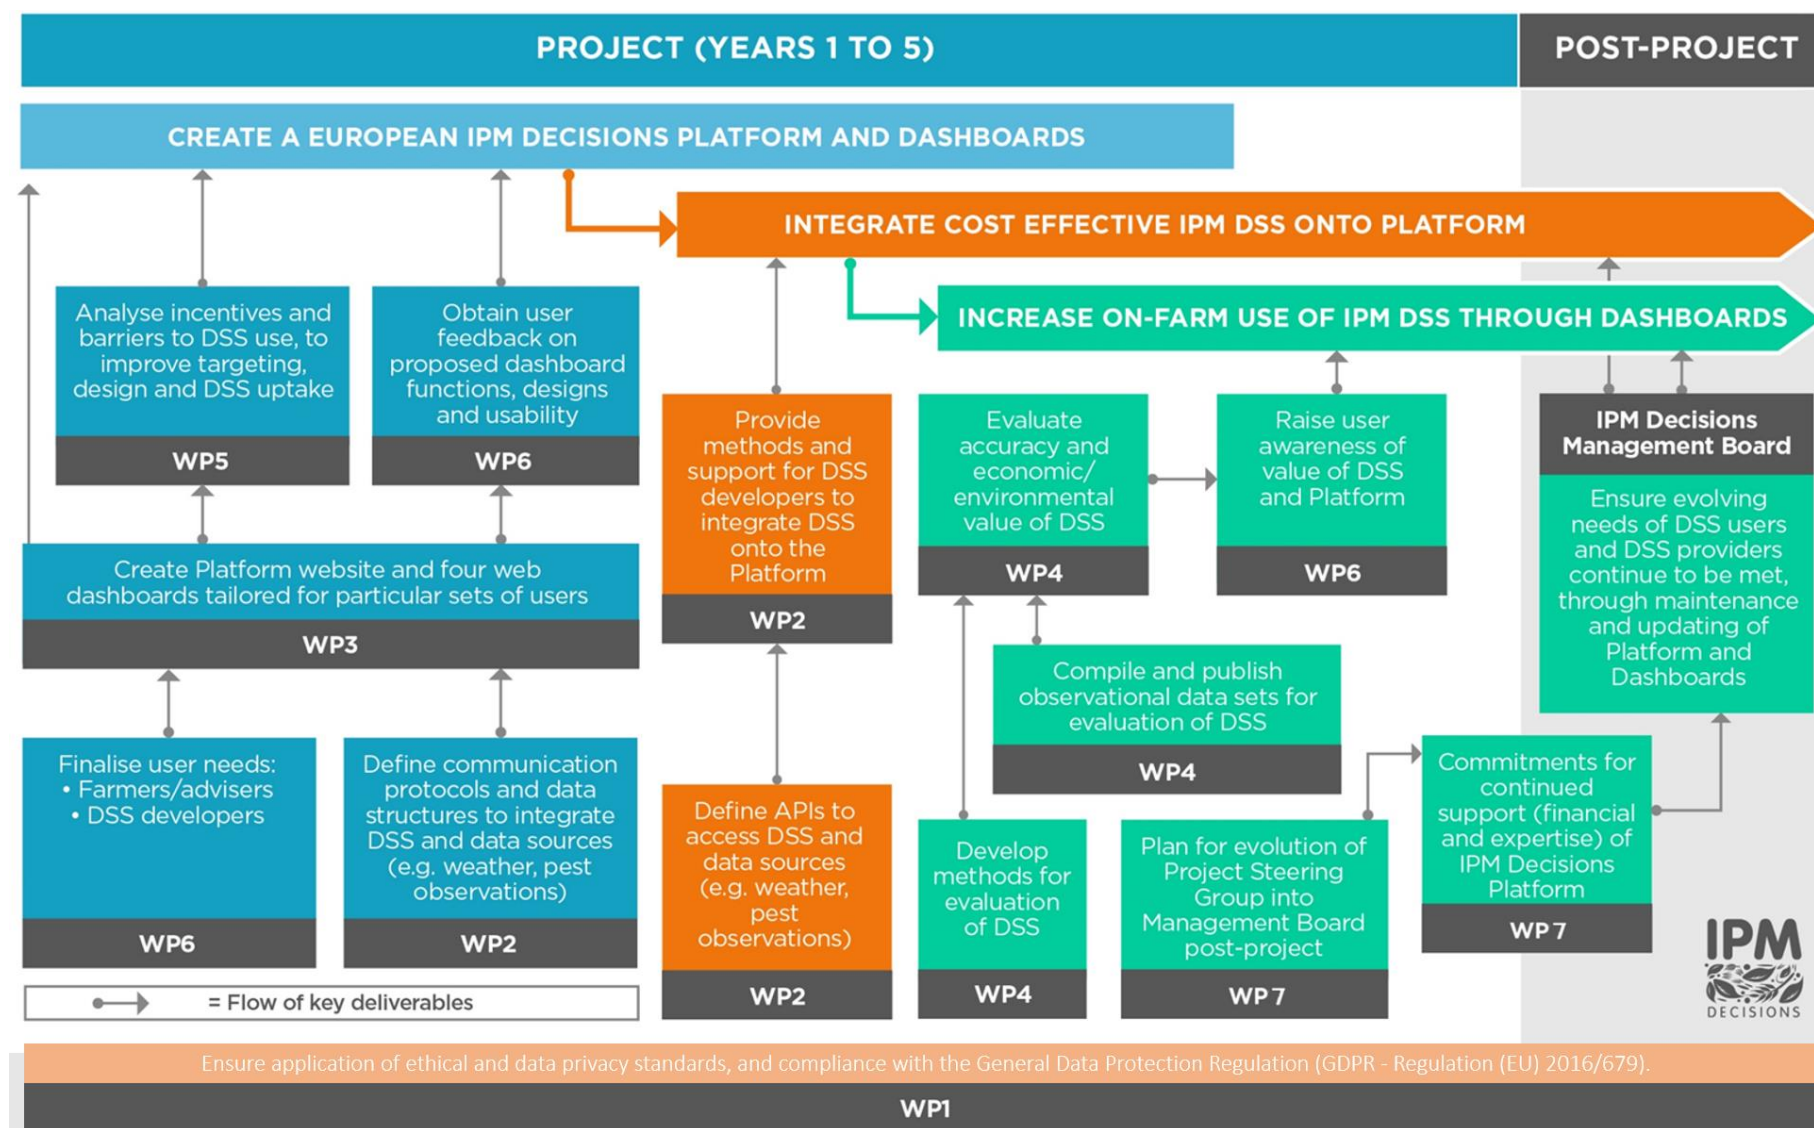 PROJECT (YEARS 1 TO 5)
POST-PROJECT
CREATE A EUROPEAN IPM DECISIONS PLATFORM AND DASHBOARDS
INTEGRATE COST EFFECTIVE IPM DSS ONTO PLATFORM
INCREASE ON-FARM USE OF IPM DSS THROUGH DASHBOARDS
Analyse incentives and
barriers to DSS use, to
improve targeting,
design and DSS uptake
WP5
Obtain user
feedback on
proposed dashboard
functions, designs
and usability
WP6
Create Platform website and four web
dashboards tailored for particular sets of users
WP3
Finalise user needs:
• Farmers/advisers
• DSS developers
WP6
Define communication
protocols and data
structures to integrate
DSS and data sources
(e.g. weather, pest
observations)
WP2
Provide
methods and
support for DSS
developers to
integrate DSS
onto the
Platform
WP2
Define APIs to
access DSS and
data sources
(e.g. weather,
pest
observations)
WP2
Evaluate
accuracy and
economic/
environmental
value of DSS
WP4
Raise user
awareness of
value of DSS
and Platform
WP6
Compile and publish
observational data sets for
evaluation of DSS
WP4
Develop
methods for
evaluation
of DSS
WP4
Plan for evolution of
Project Steering
Group into
Management Board
post-project
WP7
Commitments for
continued
support (financial
and expertise) of
IPM Decisions
Platform
WP7
IPM Decisions
Management Board
Ensure evolving
needs of DSS users
and DSS providers
continue to be met,
through maintenance
and updating of
Platform and
Dashboards
IPM
DECISIONS
= Flow of key deliverables
Ensure application of ethical and data privacy standards, and compliance with the General Data Protection Regulation (GDPR - Regulation (EU) 2016/679).
WP1